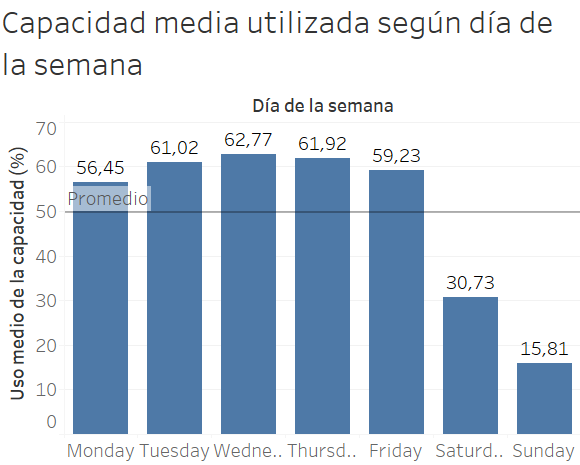 Capacidad media utilizada según día de
la semana
Día de la semana
Uso medio de la capacidad (%)
70
60
50
40
30
20
10
0
56,45
61,02
62,77
61,92
59,23
30,73
15,81
Promedio
Monday Tuesday Wedne.. Thursd.. Friday Saturd.. Sunday